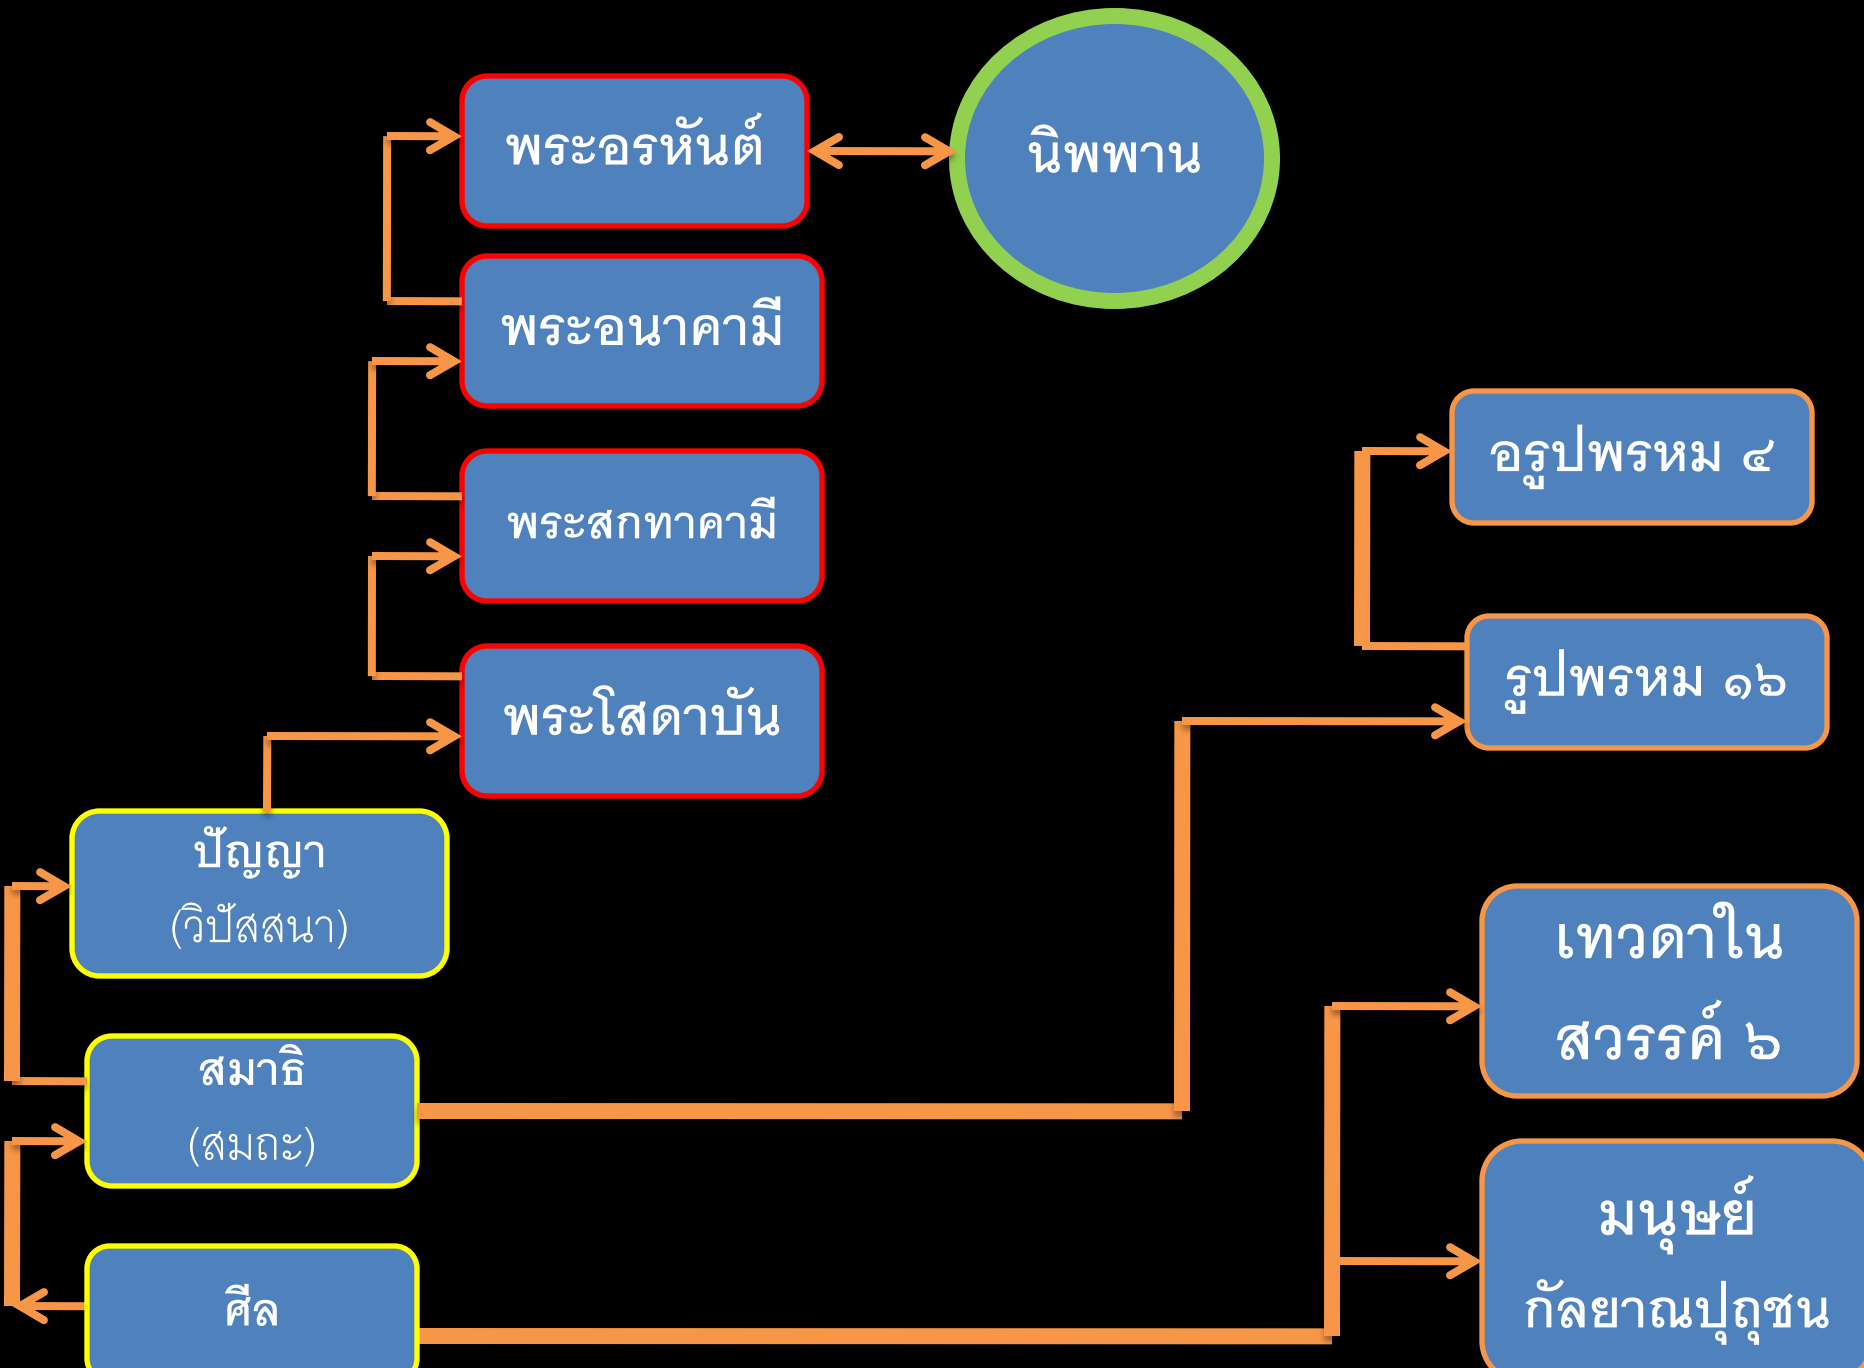 พระอรหันต์
นิพพาน
พระอนาคามี
อรูปพรหม ๔
พระสกทาคามี
รูปพรหม ๑๖
พระโสดาบัน
ปัญญา
(วิปัสสนา)
เทวดาใน
สวรรค์ ๖
สมาธิ
(สมถะ)
มนุษย์
กัลยาณปุถุชน
ศีล